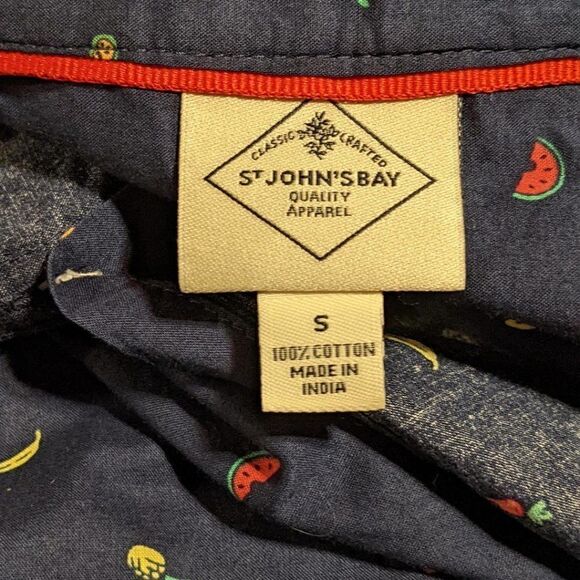 CLASSIC CRAFTED
ST JOHN'S BAY
QUALITY
APPAREL
S
100% COTTON
MADE IN
INDIA